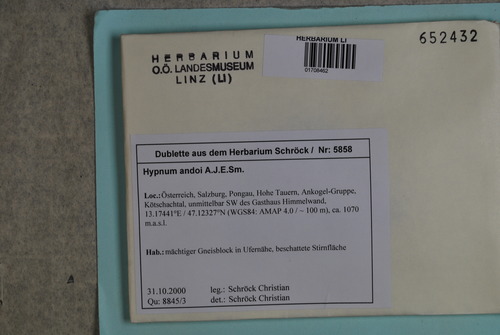 HERBARIUM
O.Ö. LANDESMUSEUM
LINZ (LI)
HERBARIUM LI
01708462
652432
Dublette aus dem Herbarium Schröck / Nr: 5858
Hypnum andoi A.J.E.Sm.
Loc.:Österreich, Salzburg, Pongau, Hohe Tauern, Ankogel-Gruppe,
Kötschachtal, unmittelbar SW des Gasthaus Himmelwand,
13.17441°E / 47.12327°N (WGS84: AMAP 4.0 / ~ 100 m), ca. 1070
m.a.s.l.
Hab.: mächtiger Gneisblock in Ufernähe, beschattete Stirnfläche
31.10.2000 leg.: Schröck Christian
Qu: 8845/3 det.: Schröck Christian